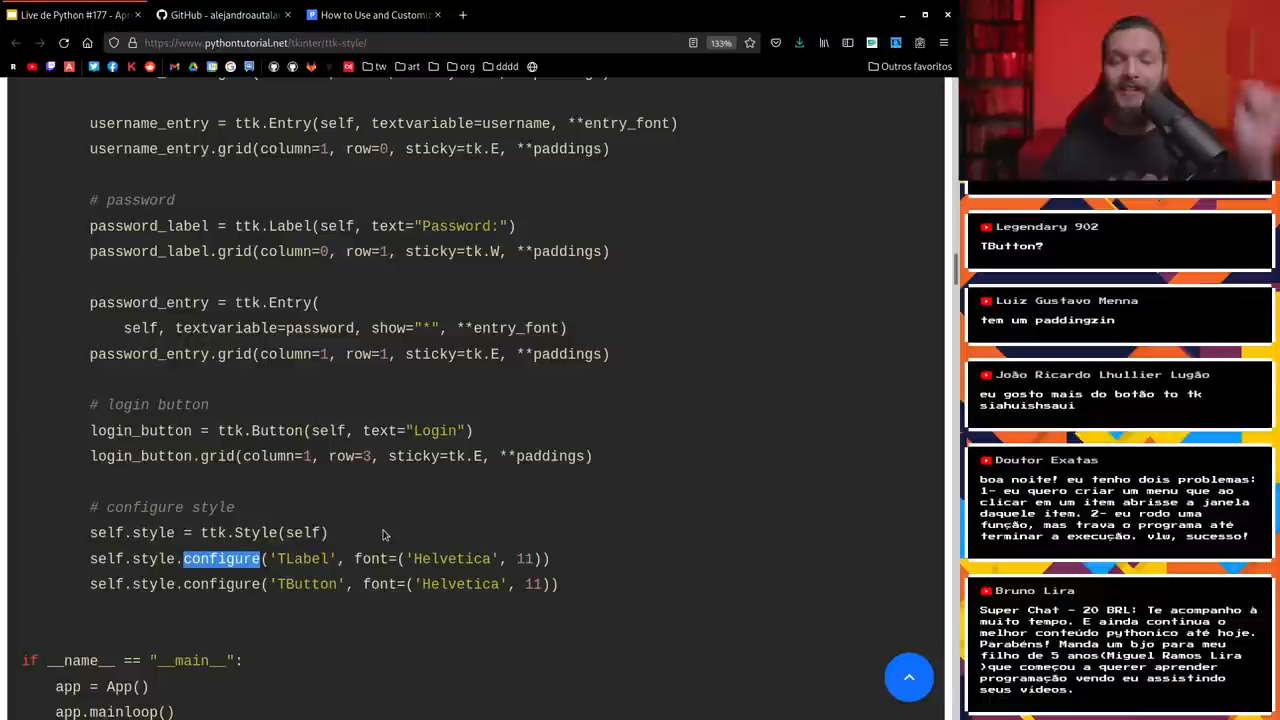 Live de Python #177 - Apr
GitHub - alejandroautala
How to Use and Customiz
https://www.pythontutorial.net/tkinter/ttk-style/
133%
tw
art
org
dddd
Outros favoritos
username_entry = ttk.Entry(self, textvariable=username, **entry_font)
username_entry.grid(column=1, row=0, sticky=tk.E, **paddings)
# password
password_label = ttk.Label(self, text="Password:")
password_label.grid(column=0, row=1, sticky=tk.W, **paddings)
password_entry = ttk.Entry(
self, textvariable=password, show="*", **entry_font)
password_entry.grid(column=1, row=1, sticky=tk.E, **paddings)
# login button
login_button = ttk.Button(self, text="Login")
login_button.grid(column=1, row=3, sticky=tk.E, **paddings)
# configure style
self.style = ttk.Style(self)
self.style.configure('TLabel', font=('Helvetica', 11))
self.style.configure('TButton', font=('Helvetica', 11))
if __name__ == "__main__":
app = App()
app.mainloop()
Legendary 902
TButton?
Luiz Gustavo Menna
tem um paddingzin
João Ricardo Lhullier Lugão
eu gosto mais do botão to tk
siahuishsaui
Doutor Exatas
boa noite! eu tenho dois problemas:
1- eu quero criar um menu que ao
clicar em um item abrisse a janela
daquele item. 2- eu rodo uma
função, mas trava o programa até
terminar a execução. vlu, sucesso!
Bruno Lira
Super Chat - 20 BRL: Te acompanho à
muito tempo. E ainda continua o
melhor conteúdo pythonico até hoje.
Parabéns! Manda um bjo para meu
filho de 5 anos(Miguel Ramos Lira
)que começou a querer aprender
programação vendo eu assistindo
seus vídeos.